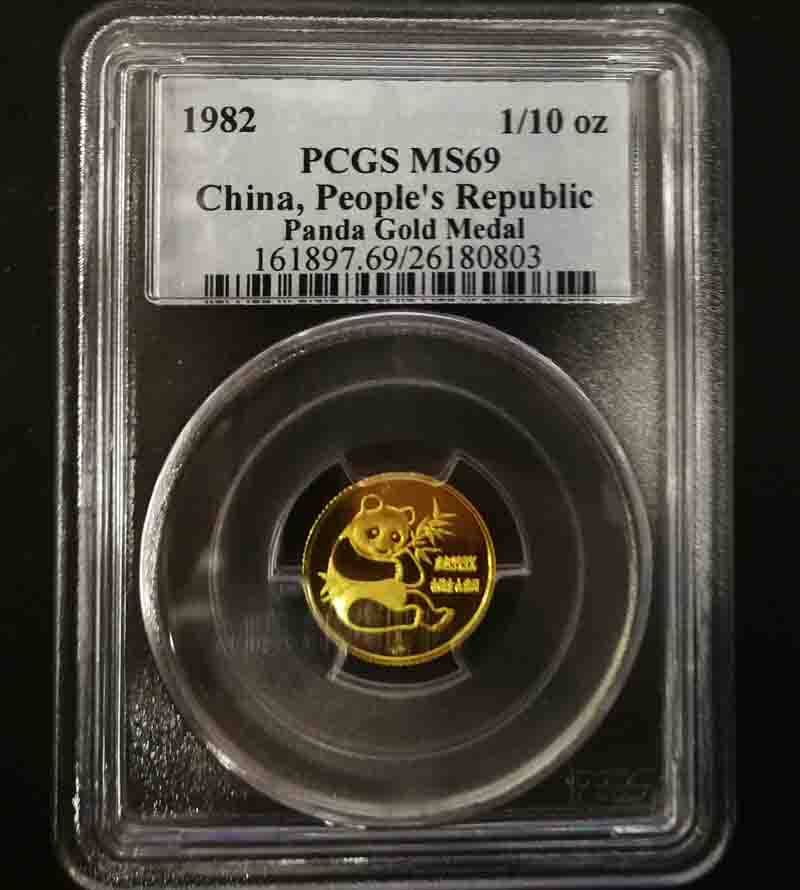 1982 1/10 oz
PCGS MS69
China, People's Republic
Panda Gold Medal
161897.69/26180803